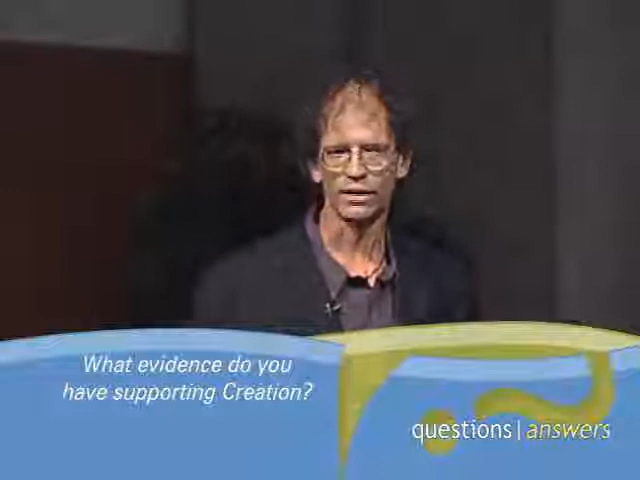 What evidence do you
have supporting Creation?
questions | answers